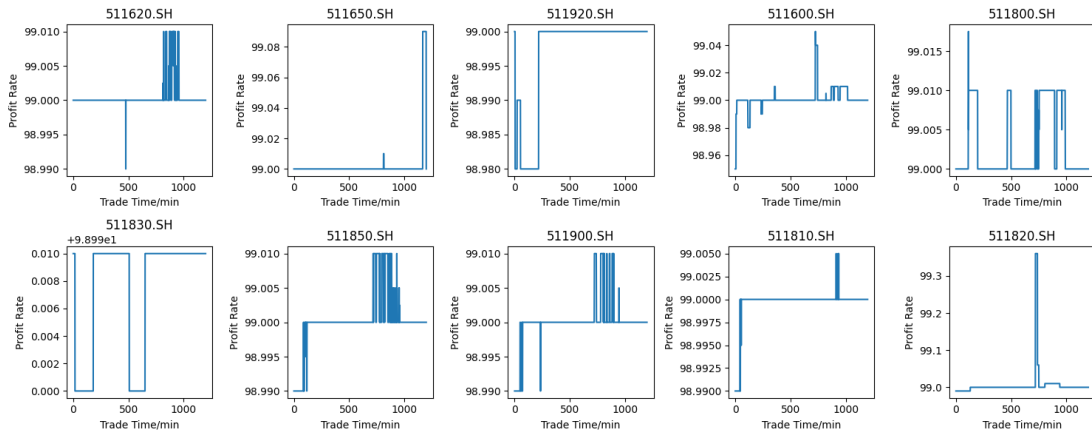 511620.SH
99.010
99.005
99.000
98.995
98.990
Profit Rate
0
500
1000
Trade Time/min
511650.SH
99.08
99.06
99.04
99.02
99.00
Profit Rate
0
500
1000
Trade Time/min
511920.SH
99.000
98.995
98.990
98.985
98.980
Profit Rate
0
500
1000
Trade Time/min
511600.SH
99.04
99.02
99.00
98.98
98.96
Profit Rate
0
500
1000
Trade Time/min
511800.SH
99.015
99.010
99.005
99.000
Profit Rate
0
500
1000
Trade Time/min
511830.SH
+9.899e1
0.010
0.008
0.006
0.004
0.002
0.000
Profit Rate
0
500
1000
Trade Time/min
511850.SH
99.010
99.005
99.000
98.995
98.990
Profit Rate
0
500
1000
Trade Time/min
511900.SH
99.010
99.005
99.000
98.995
98.990
Profit Rate
0
500
1000
Trade Time/min
511810.SH
99.0050
99.0025
99.0000
98.9975
98.9950
98.9925
98.9900
Profit Rate
0
500
1000
Trade Time/min
511820.SH
99.3
99.2
99.1
99.0
Profit Rate
0
500
1000
Trade Time/min